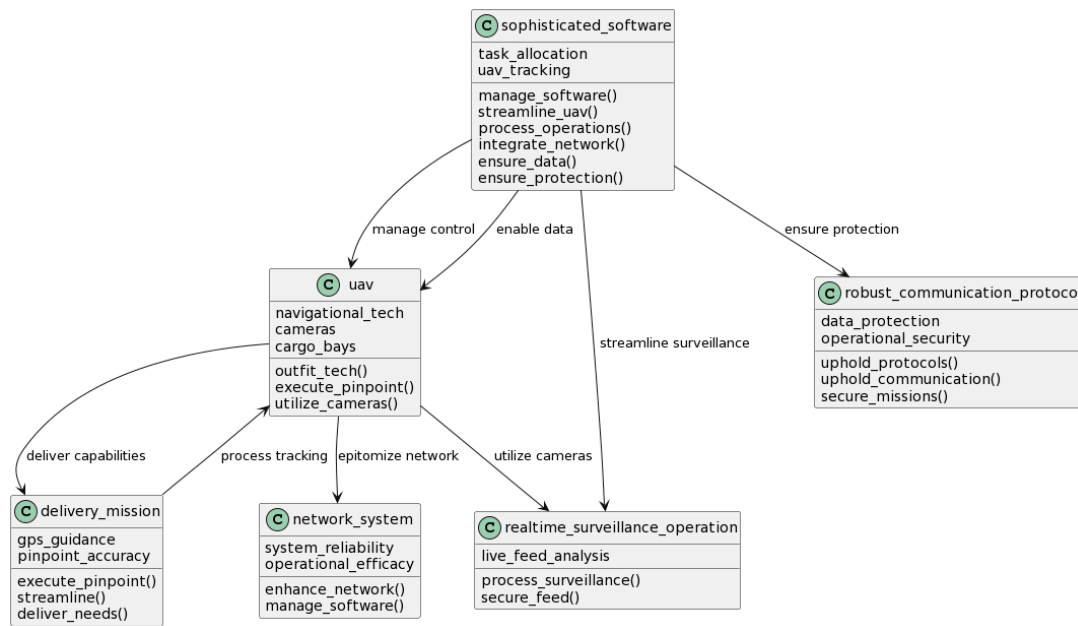 C sophisticated_software
task_allocation
uav_tracking
manage_software()
streamline_uav()
process_operations()
integrate_network()
ensure_data()
ensure_protection()
manage control
enable data
ensure protection
C uav
navigational_tech
cameras
cargo_bays
outfit_tech()
execute_pinpoint()
utilize_cameras()
C robust_communication_protoco
data_protection
operational_security
uphold_protocols()
uphold_communication()
secure_missions()
streamline surveillance
deliver capabilities
process tracking
epitomize network
utilize cameras
C delivery_mission
gps_guidance
pinpoint_accuracy
execute_pinpoint()
streamline()
deliver_needs()
C network_system
system_reliability
operational_efficacy
enhance_network()
manage_software()
C realtime_surveillance_operation
live_feed_analysis
process_surveillance()
secure_feed()